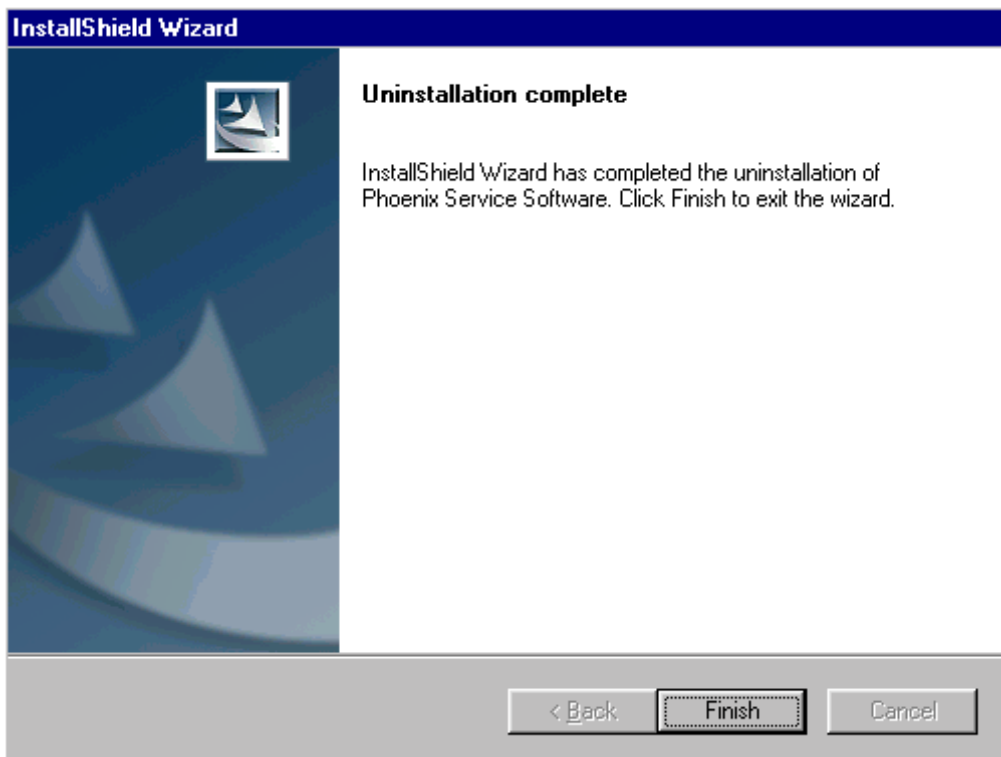 InstallShield Wizard
Uninstallation complete
InstallShield Wizard has completed the uninstallation of
Phoenix Service Software. Click Finish to exit the wizard.
< Back
Finish
Cancel